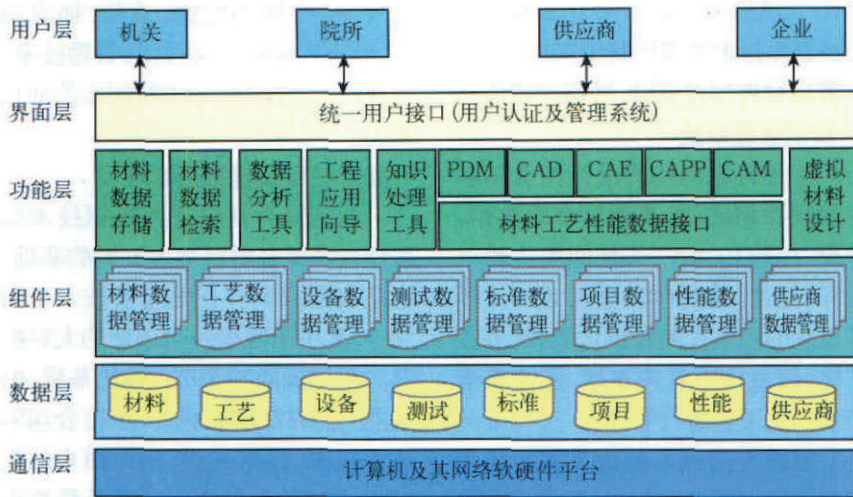 用户层
机关
院所
供应商
企业
界面层
统一用户接口(用户认证及管理系统)
功能层
材料
数据
存储
材料
数据
检索
数据
分析
工具
工程
应用
向导
知识
处理
工具
PDM
CAD
CAE
CAPP
CAM
材料工艺性能数据接口
虚拟
材料
设计
组件层
材料数
据管理
工艺数
据管理
设备数
据管理
测试数
据管理
标准数
据管理
项目数
据管理
性能数
据管理
供应商
数据管理
数据层
材料
工艺
设备
测试
标准
项目
性能
供应商
通信层
计算机及其网络软硬件平台